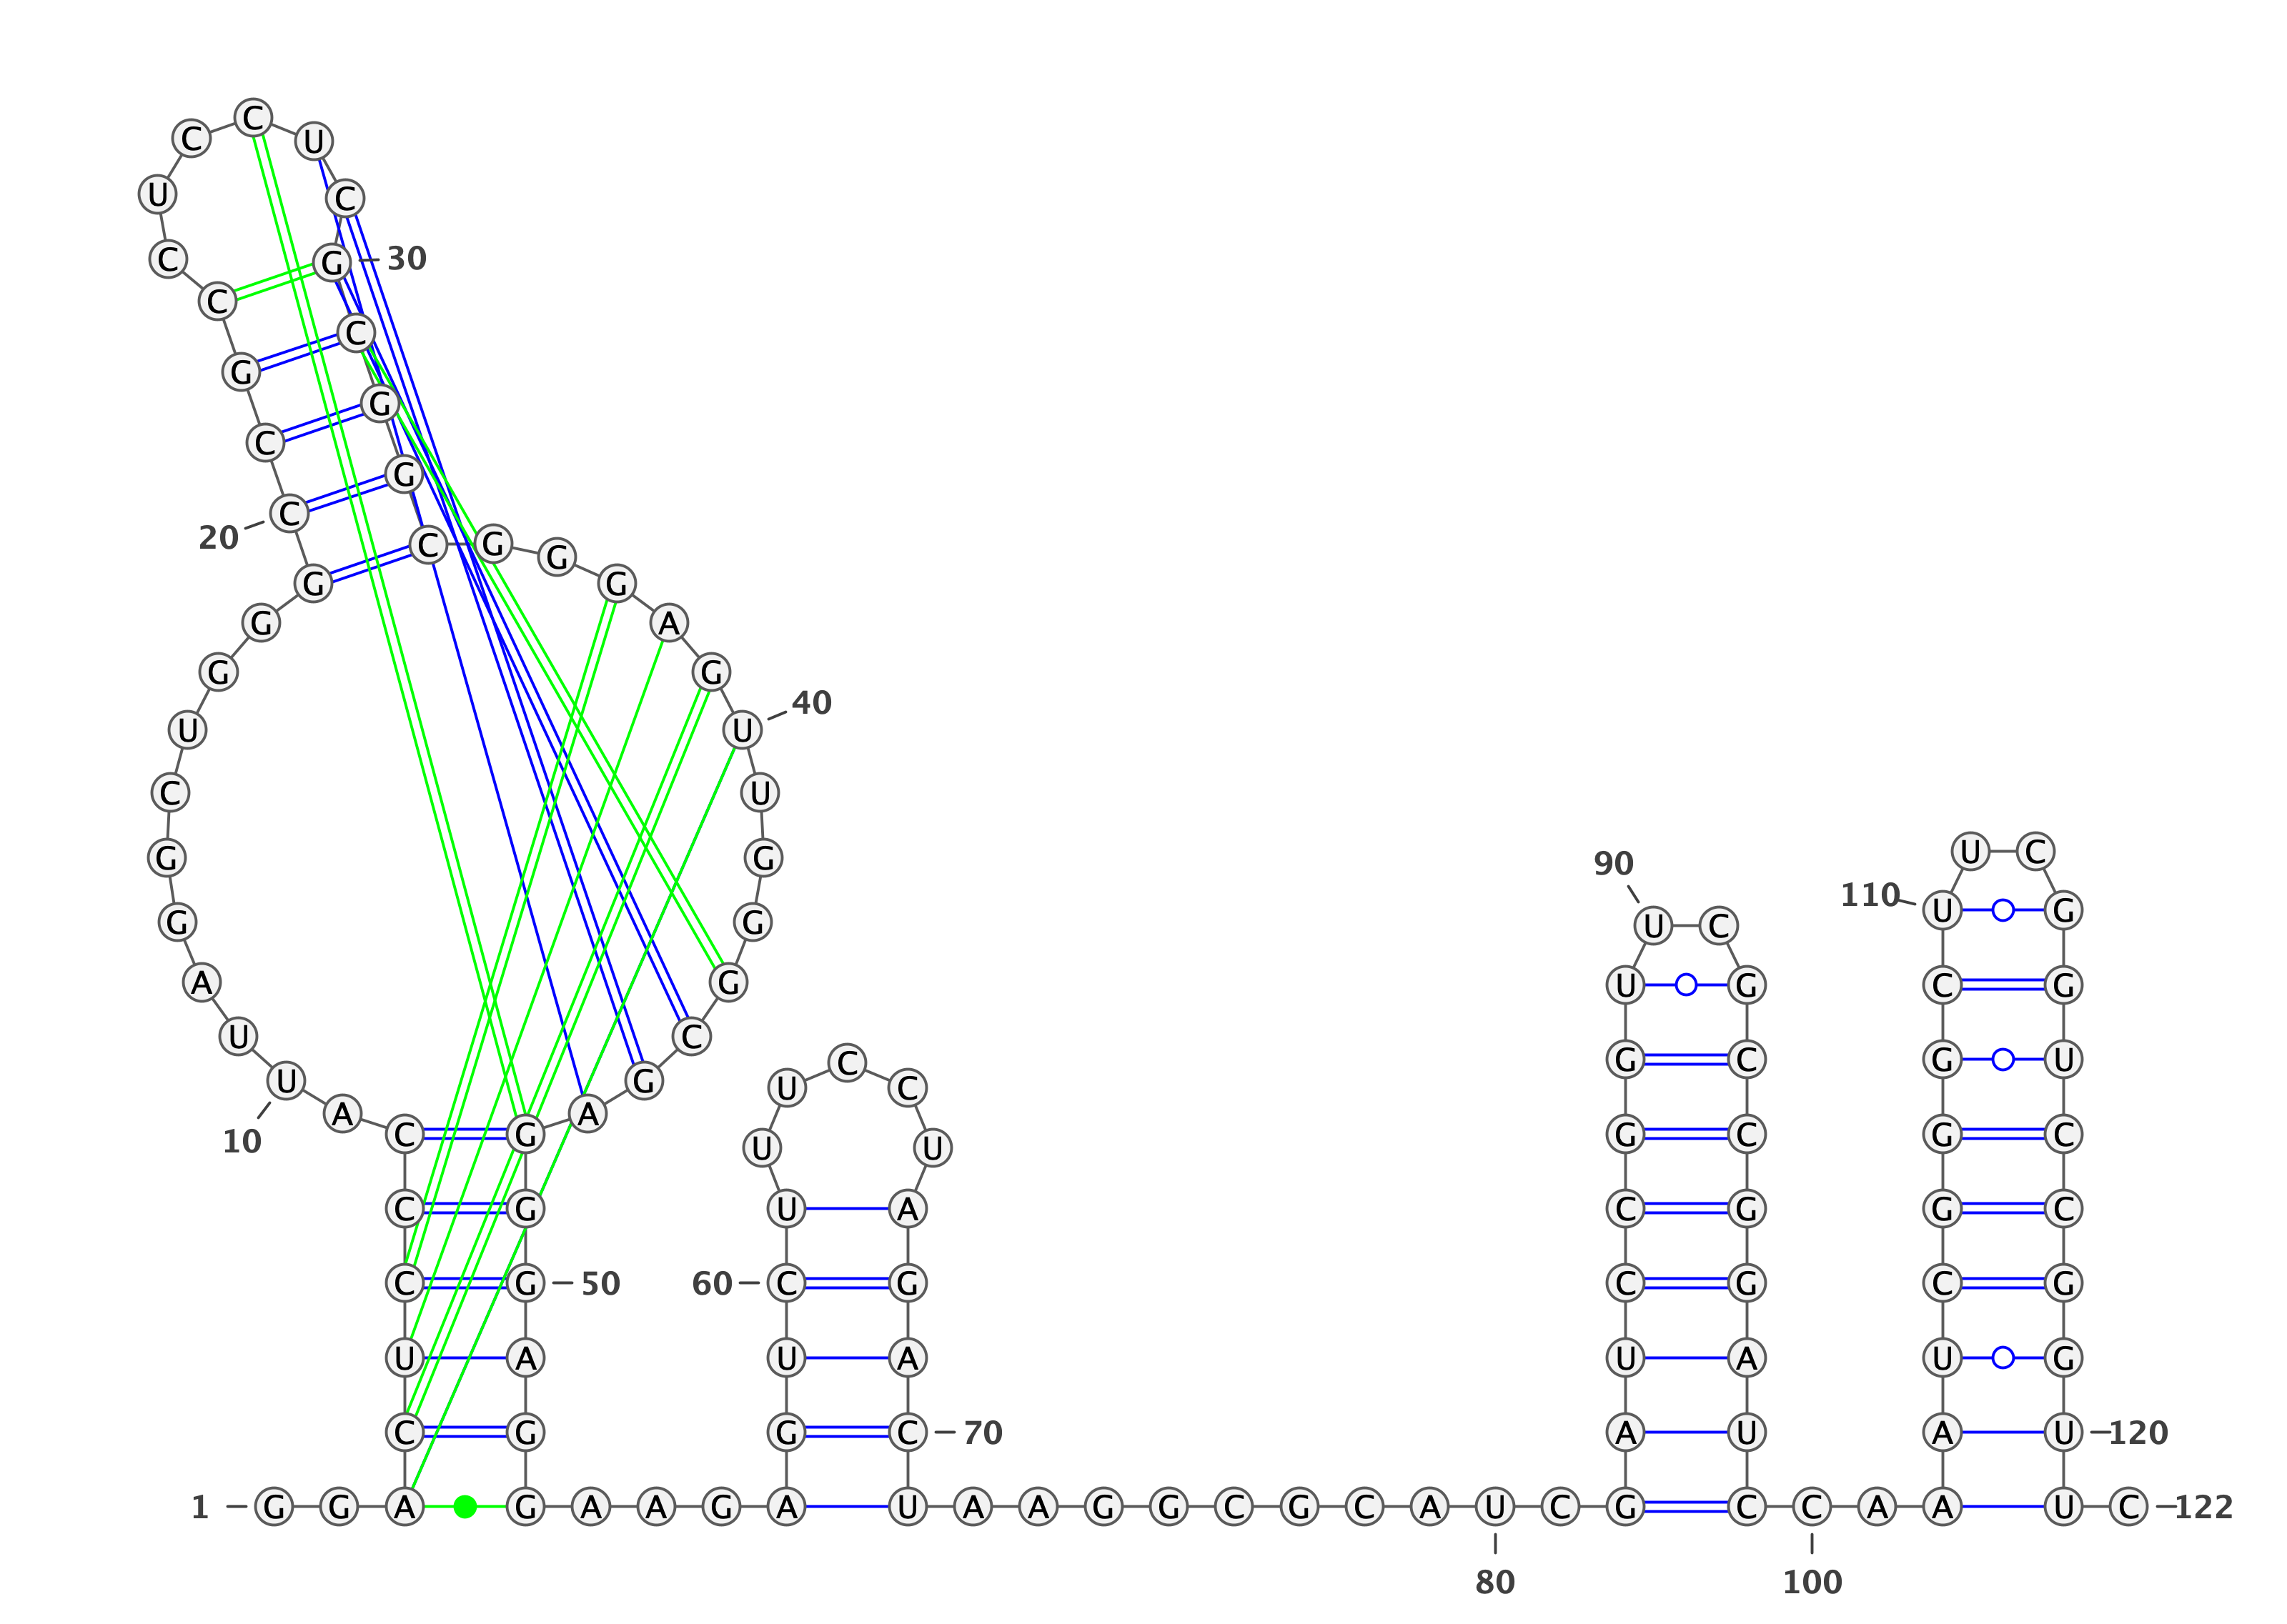 C
C U
U C
C G 30
C
C
G
G
C
G
C
20
C G G
G G
G A
G G
40
U U
C U
U C
G G
90
110 U G
G G U C
A G U G C G
U C
C G C C G U
U G U C
A A
C G G C G C
10
U U
C G U A C G G C
C G 50 60 C G C G C G
U A U A U A U G
C G G C 70 A U A U 120
1 G G A G A A G A U A A G G C G C A U C G C C A A U C 122
80 100